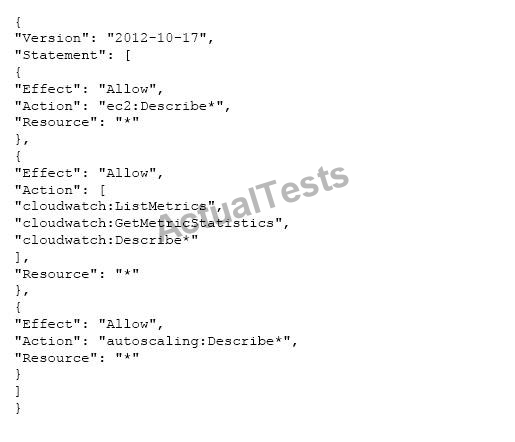 {
"Version": "2012-10-17",
"Statement": [
{
"Effect": "Allow",
"Action": "ec2:Describe*",
"Resource": "*"
},
{
"Effect": "Allow",
"Action": [
"cloudwatch:ListMetrics",
"cloudwatch:GetMetricStatistics",
"cloudwatch:Describe*"
],
"Resource": "*"
},
{
"Effect": "Allow",
"Action": "autoscaling:Describe*",
"Resource": "*"
}
]
}
ActualTests